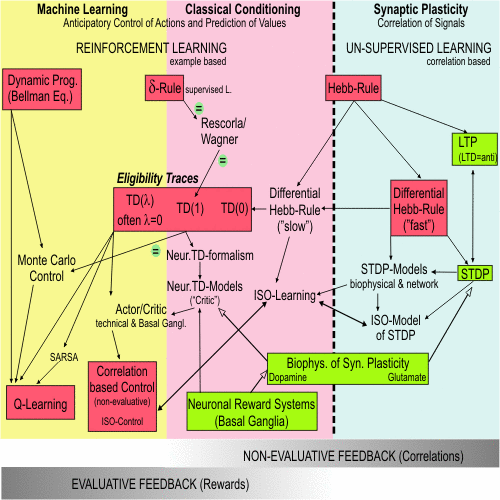 Machine Learning
Classical Conditioning
Synaptic Plasticity
Anticipatory Control of Actions and Prediction of Values
Correlation of Signals
REINFORCEMENT LEARNING
example based
UN-SUPERVISED LEARNING
correlation based
Dynamic Prog.
(Bellman Eq.)
δ-Rule
supervised L.
Hebb-Rule
=
Rescorla/
Wagner
=
LTP
(LTD=anti)
Eligibility Traces
TD(λ)
often λ=0
TD(1)
TD(0)
Differential
Hebb-Rule
("slow")
Differential
Hebb-Rule
("fast")
Monte Carlo
Control
=
Neur.TD-formalism
Neur.TD-Models
("Critic")
ISO-Learning
STDP-Models
biophysical & network
STDP
Actor/Critic
technical & Basal Gangl.
ISO-Model
of STDP
SARSA
Q-Learning
Correlation
based Control
(non-evaluative)
ISO-Control
Biophys. of Syn. Plasticity
Dopamine
Glutamate
Neuronal Reward Systems
(Basal Ganglia)
NON-EVALUATIVE FEEDBACK (Correlations)
EVALUATIVE FEEDBACK (Rewards)